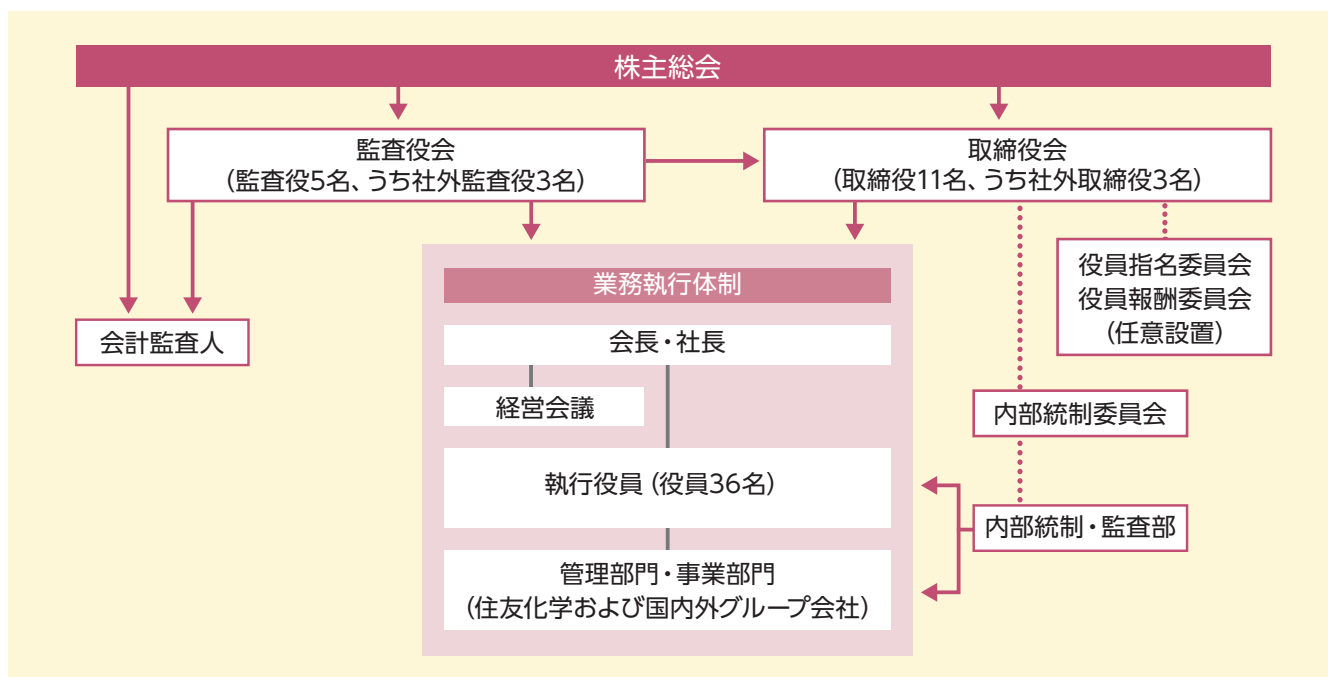 株主総会
監査役会
（監査役5名、うち社外監査役3名）
取締役会
（取締役11名、うち社外取締役3名）
役員指名委員会
役員報酬委員会
（任意設置）
業務執行体制
会計監査人
会長・社長
経営会議
内部統制委員会
執行役員（役員36名）
内部統制・監査部
管理部門・事業部門
（住友化学および国内外グループ会社）